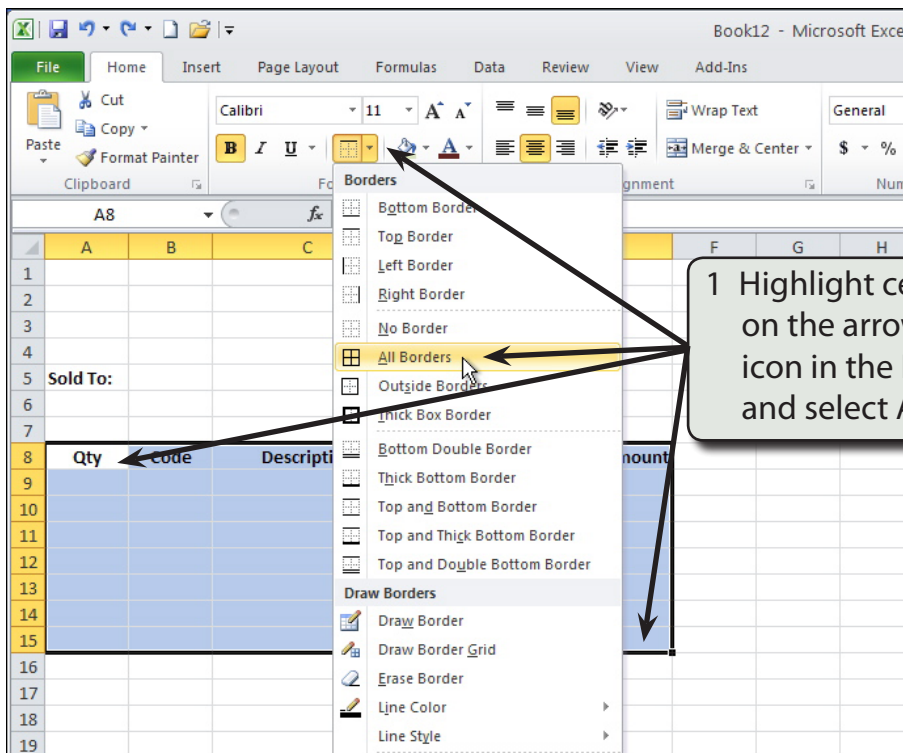 Book12 - Microsoft Exce
File Home Insert Page Layout Formulas Data Review View Add-Ins
Cut
Copy
Paste
Format Painter
Clipboard
Calibri 11 A A
B I U A
Wrap Text
Merge & Center
General
$ %
Fo
gnment
Num
A8 fx
A B C F G H
Borders
Bottom Border
Top Border
Left Border
Right Border
No Border
All Borders
Outside Borders
Thick Box Border
Bottom Double Border
Thick Bottom Border
Top and Bottom Border
Top and Thick Bottom Border
Top and Double Bottom Border
Draw Borders
Draw Border
Draw Border Grid
Erase Border
Line Color
Line Style
1
2
3
4
5 Sold To:
6
7
8 Qty Code Descripti mount
9
10
11
12
13
14
15
16
17
18
19
1 Highlight ce
on the arrow
icon in the
and select A